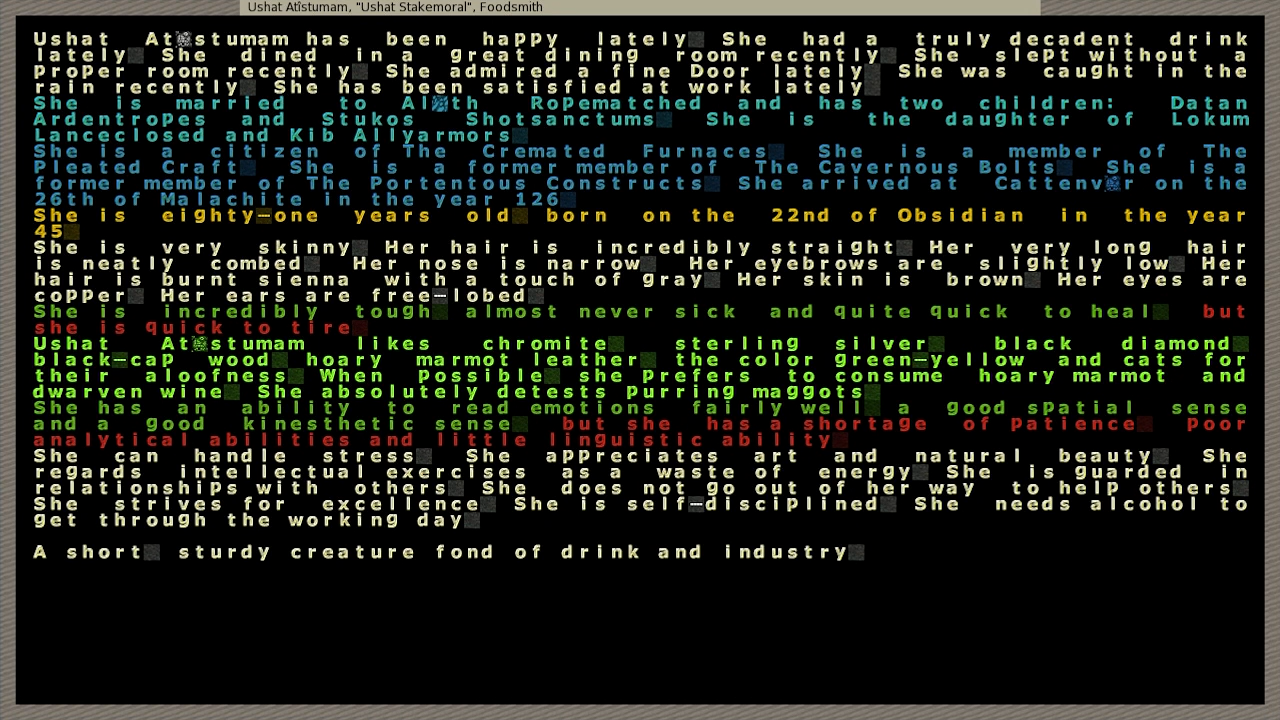 Ushat Atîstumam, "Ushat Stakemoral", Foodsmith
Ushat Atîstumam has been happy lately. She had a truly decadent drink
lately. She dined in a great dining room recently. She slept without a
proper room recently. She admired a fine Door lately. She was caught in the
rain recently. She has been satisfied at work lately.
She is married to Alåth Ropematched and has two children: Datan
Ardentropes and Stukos Shotsanctums. She is the daughter of Lokum
Lanceclosed and Kib Allyarmors.
She is a citizen of The Cremated Furnaces. She is a member of The
Pleated Craft. She is a former member of The Cavernous Bolts. She is a
former member of The Portentous Constructs. She arrived at Cattenvør on the
26th of Malachite in the year 126.
She is eighty-one years old, born on the 22nd of Obsidian in the year
45.
She is very skinny. Her hair is incredibly straight. Her very long hair
is neatly combed. Her nose is narrow. Her eyebrows are slightly low. Her
hair is burnt sienna with a touch of gray. Her skin is brown. Her eyes are
copper. Her ears are free-lobed.
She is incredibly tough, almost never sick and quite quick to heal, but
she is quick to tire.
Ushat Atîstumam likes chromite, sterling silver, black diamond,
black-cap wood, hoary marmot leather, the color green-yellow and cats for
their aloofness. When possible, she prefers to consume hoary marmot and
dwarven wine. She absolutely detests purring maggots.
She has an ability to read emotions fairly well, a good spatial sense
and a good kinesthetic sense, but she has a shortage of patience, poor
analytical abilities and little linguistic ability.
She can handle stress. She appreciates art and natural beauty. She
regards intellectual exercises as a waste of energy. She is guarded in
relationships with others. She does not go out of her way to help others.
She strives for excellence. She is self-disciplined. She needs alcohol to
get through the working day.
A short, sturdy creature fond of drink and industry.